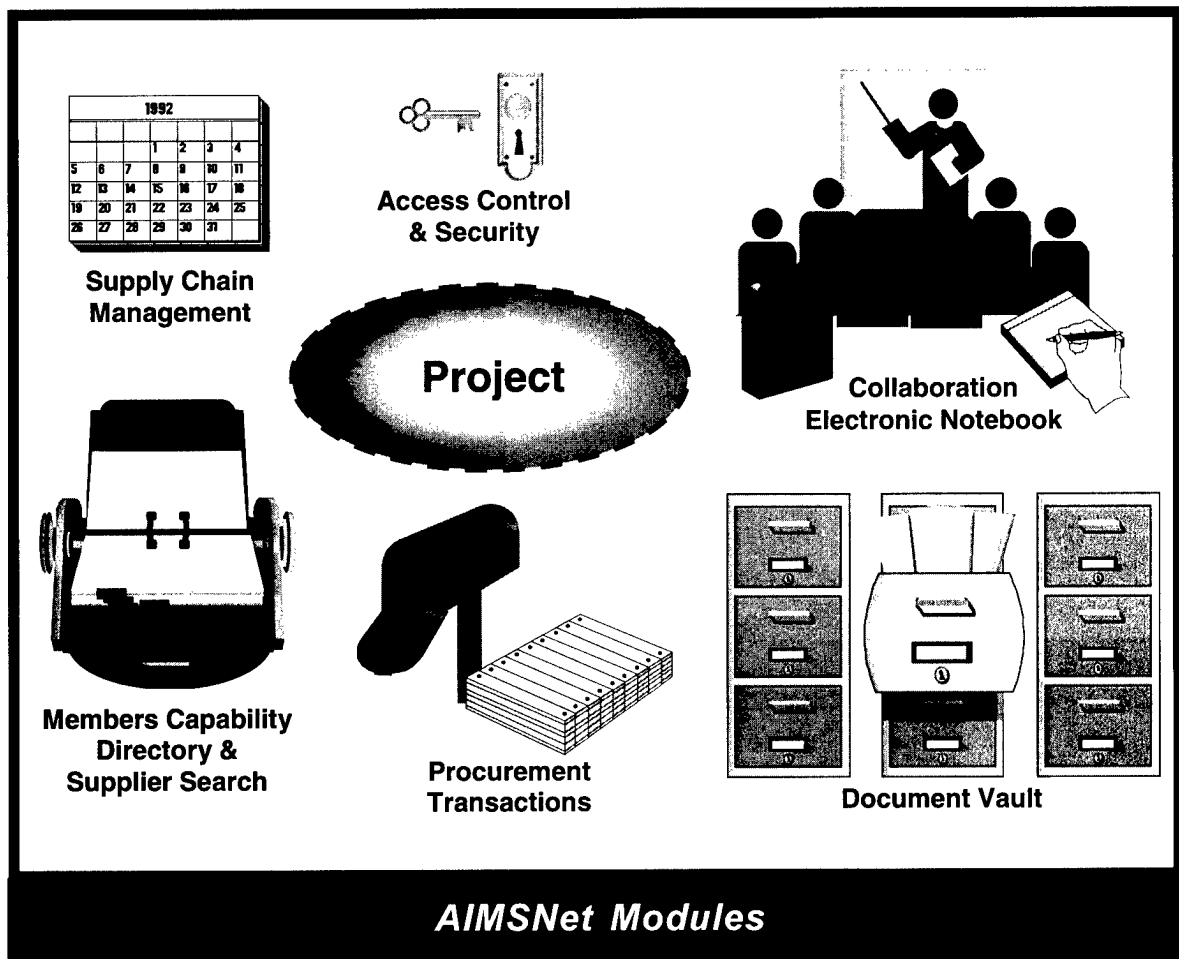 1992
1 2 3 4
5 6 7 8 9 10 11
12 13 14 15 16 17 18
19 20 21 22 23 24 25
26 27 28 29 30 31
Supply Chain
Management
Access Control
& Security
Project
Collaboration
Electronic Notebook
Members Capability
Directory &
Supplier Search
Procurement
Transactions
Document Vault
AIMSNet Modules